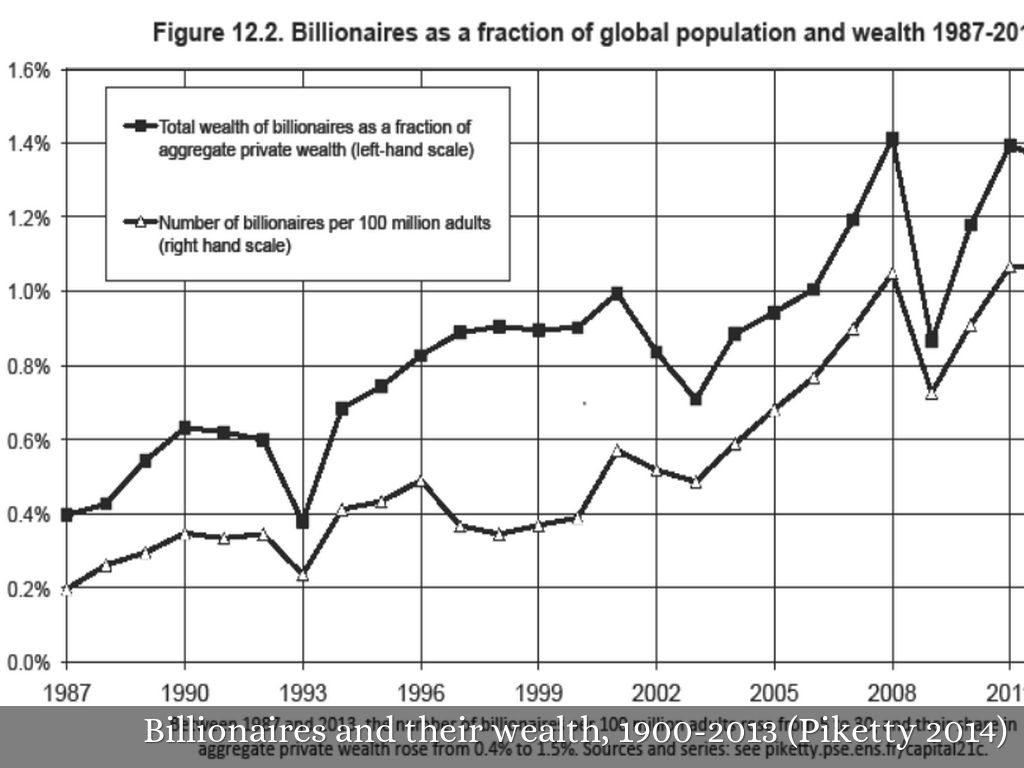 Figure 12.2. Billionaires as a fraction of global population and wealth 1987-201
1.6%
Total wealth of billionaires as a fraction of
aggregate private wealth (left-hand scale)
1.4%
Number of billionaires per 100 million adults
(right hand scale)
1.2%
1.0%
0.8%
0.6%
0.4%
0.2%
0.0%
1987 1990 1993 1996 1999 2002 2005 2008 201
Billionaires and their wealth, 1900-2013 (Piketty 2014)
aggregate private wealth rose from 0.4% to 1.5%. Sources and series: see piketty.pse.ens.fr/capital21c.